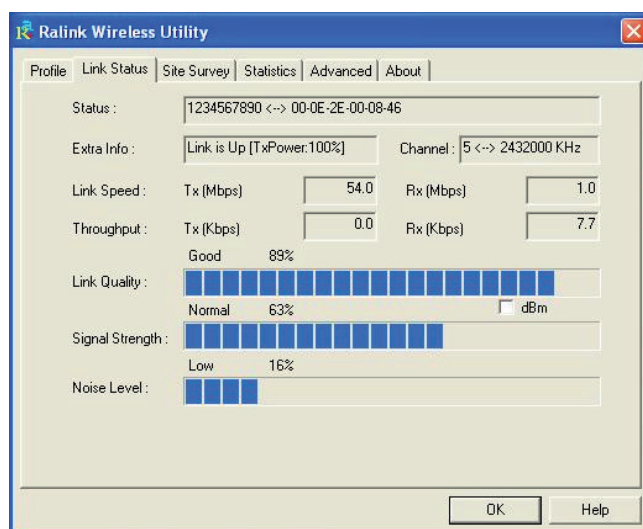 Ralink Wireless Utility
Profile Link Status Site Survey Statistics Advanced About
Status : 1234567890 <--> 00-0E-2E-00-08-46
Extra Info : Link is Up [TxPower:100%] Channel : 5 <--> 2432000 KHz
Link Speed : Tx (Mbps) 54.0 Rx (Mbps) 1.0
Throughput : Tx (Kbps) 0.0 Rx (Kbps) 7.7
Good 89%
Link Quality :
Normal 63% dBm
Signal Strength :
Low 16%
Noise Level :
OK Help